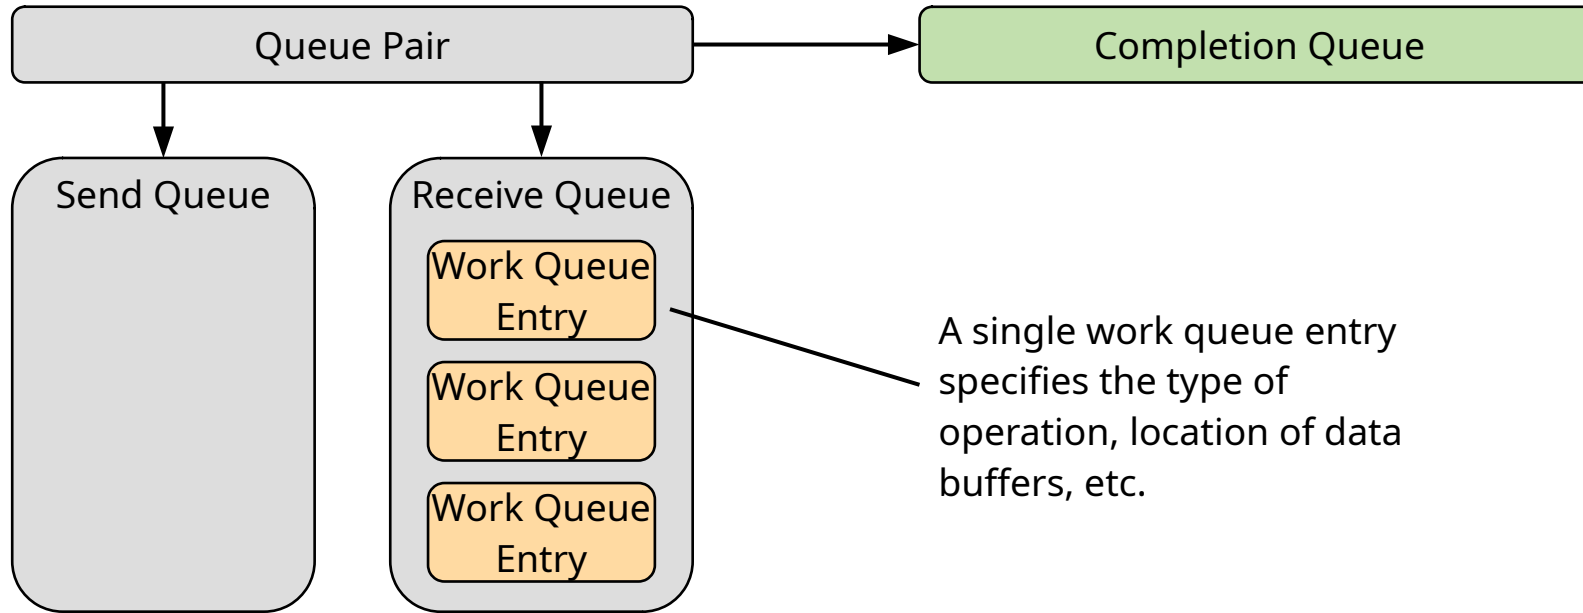 Queue Pair
Completion Queue
Send Queue
Receive Queue
Work Queue
Entry
Work Queue
Entry
Work Queue
Entry
A single work queue entry
specifies the type of
operation, location of data
buffers, etc.